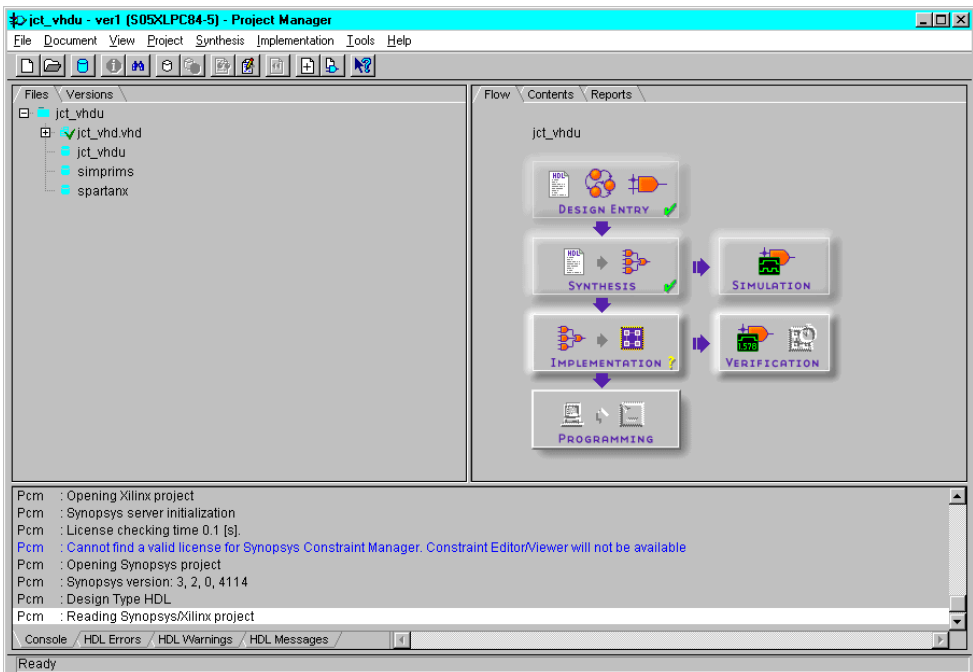 jct_vhdu - ver1 (S05XLPC84-5) - Project Manager
File Document View Project Synthesis Implementation Tools Help
Files Versions
Flow Contents Reports
jct_vhdu
jct_vhd.vhd
jct_vhdu
simprims
spartanx
jct_vhdu
HDL
DESIGN ENTRY
HDL
SYNTHESIS
SIMULATION
IMPLEMENTATION ?
1.578
VERIFICATION
PROGRAMMING
Pcm : Opening Xilinx project
Pcm : Synopsys server initialization
Pcm : License checking time 0.1 [s].
Pcm : Cannot find a valid license for Synopsys Constraint Manager. Constraint Editor/Viewer will not be available
Pcm : Opening Synopsys project
Pcm : Synopsys version: 3, 2, 0, 4114
Pcm : Design Type HDL
Pcm : Reading Synopsys/Xilinx project
Console HDL Errors HDL Warnings HDL Messages
Ready